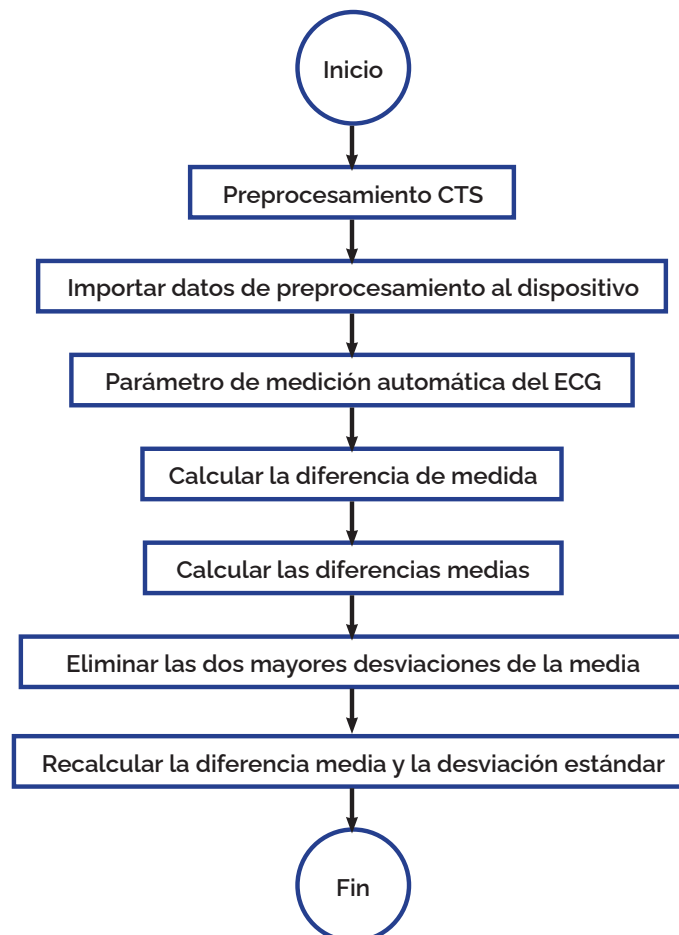 Inicio
Preprocesamiento CTS
Importar datos de preprocesamiento al dispositivo
Parámetro de medición automática del ECG
Calcular la diferencia de medida
Calcular las diferencias medias
Eliminar las dos mayores desviaciones de la media
Recalcular la diferencia media y la desviación estándar
Fin